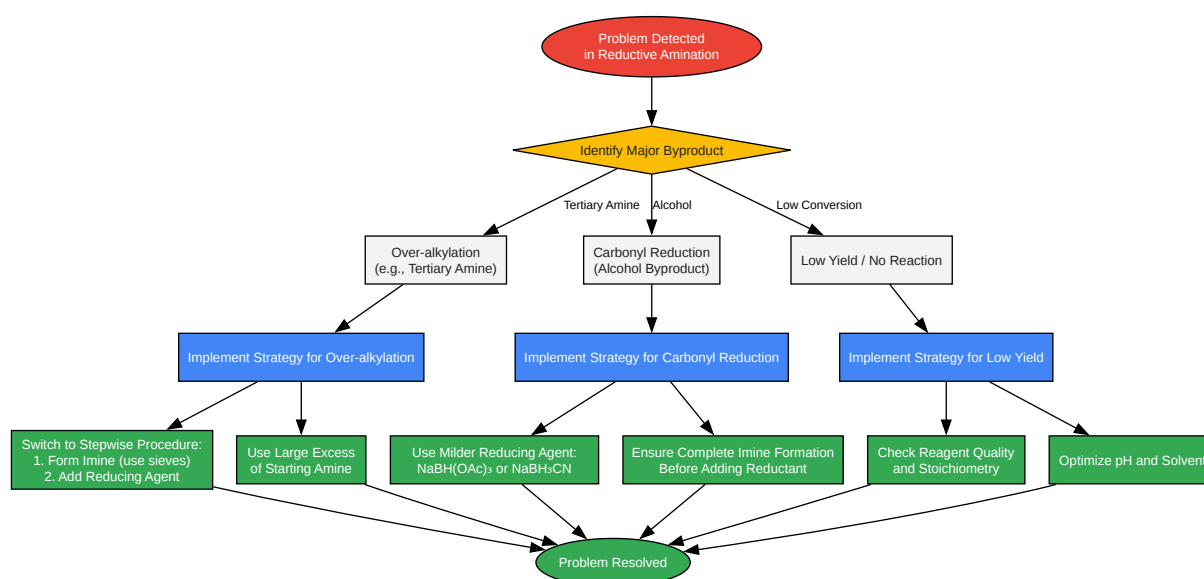 Problem Detected
in Reductive Amination
Identify Major Byproduct
Tertiary Amine
Alcohol
Low Conversion
Over-alkylation
(e.g., Tertiary Amine)
Carbonyl Reduction
(Alcohol Byproduct)
Low Yield / No Reaction
Implement Strategy for Over-alkylation
Implement Strategy for Carbonyl Reduction
Implement Strategy for Low Yield
Switch to Stepwise Procedure:
1. Form Imine (use sieves)
2. Add Reducing Agent
Use Large Excess
of Starting Amine
Use Milder Reducing Agent:
NaBH(OAc)₃ or NaBH₃CN
Ensure Complete Imine Formation
Before Adding Reductant
Check Reagent Quality
and Stoichiometry
Optimize pH and Solvent
Problem Resolved